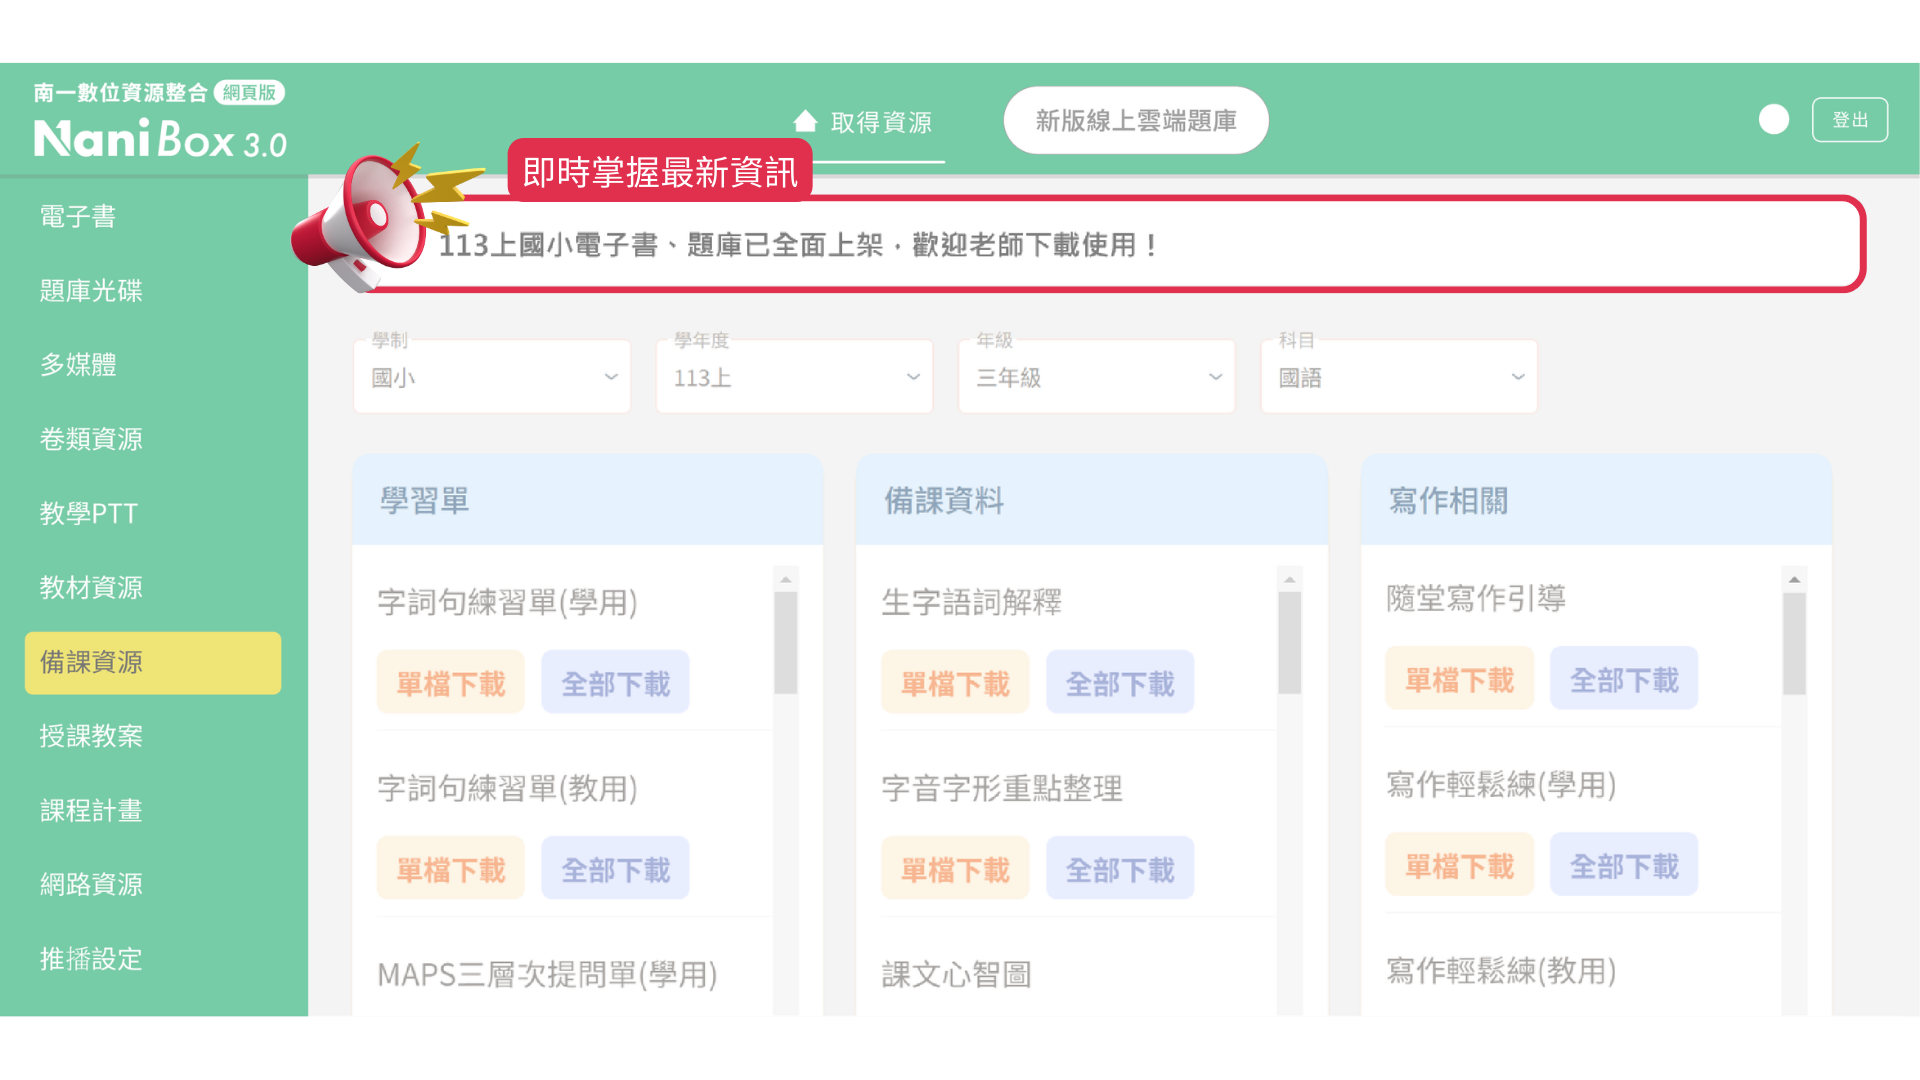 南一數位資源整合 網頁版
NaniBox 3.0
取得資源
新版線上雲端題庫
登出
即時掌握最新資訊
113上國小電子書、題庫已全面上架，歡迎老師下載使用！
電子書
題庫光碟
多媒體
卷類資源
教學PTT
教材資源
備課資源
授課教案
課程計畫
網路資源
推播設定
學制
國小
學年度
113上
年級
三年級
科目
國語
學習單
字詞句練習單(學用)
單檔下載 全部下載
字詞句練習單(教用)
單檔下載 全部下載
MAPS三層次提問單(學用)
備課資料
生字語詞解釋
單檔下載 全部下載
字音字形重點整理
單檔下載 全部下載
課文心智圖
寫作相關
隨堂寫作引導
單檔下載 全部下載
寫作輕鬆練(學用)
單檔下載 全部下載
寫作輕鬆練(教用)